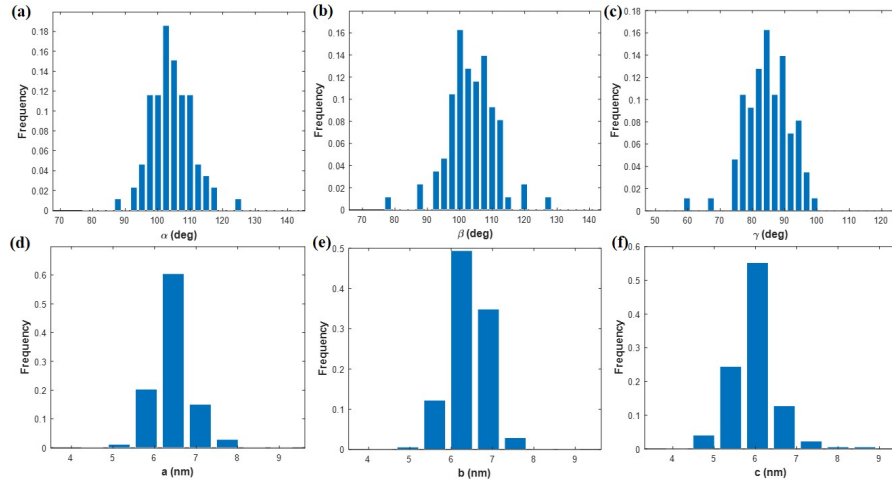 (a)
0.18
0.16
0.14
0.12
0.1
0.08
0.06
0.04
0.02
0
Frequency
70 80 90 100 110 120 130 140
α (deg)
(b)
0.18
0.16
0.14
0.12
0.1
0.08
0.06
0.04
0.02
0
Frequency
70 80 90 100 110 120 130 140
β (deg)
(c)
0.18
0.16
0.14
0.12
0.1
0.08
0.06
0.04
0.02
0
Frequency
50 60 70 80 90 100 110 120
γ (deg)
(d)
0.6
0.5
0.4
0.3
0.2
0.1
0
Frequency
4 5 6 7 8 9
a (nm)
(e)
0.5
0.4
0.3
0.2
0.1
0
Frequency
4 5 6 7 8 9
b (nm)
(f)
0.6
0.5
0.4
0.3
0.2
0.1
0
Frequency
4 5 6 7 8 9
c (nm)